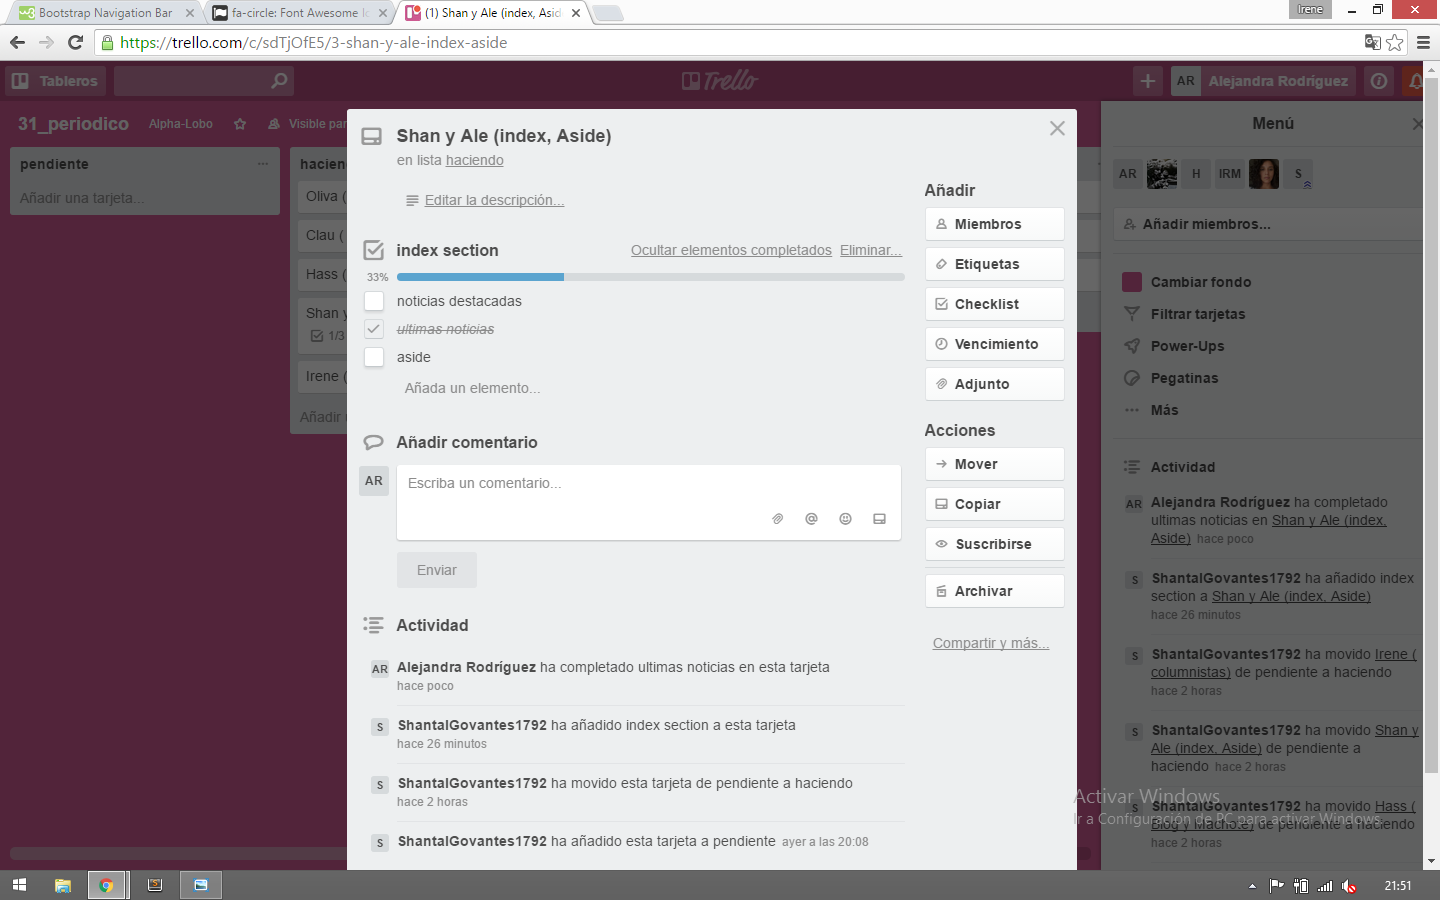 Bootstrap Navigation Bar
fa-circle: Font Awesome Ic
(1) Shan y Ale (index, Asid
Irene
https://trello.com/c/sdTjOfE5/3-shan-y-ale-index-aside
Tableros
Trello
AR Alejandra Rodríguez
31_periodico
Alpha-Lobo
Visible par
pendiente
Añadir una tarjeta...
haciend
Oliva (
Clau (
Hass (
Shan y
1/3
Irene (
Añadir
Shan y Ale (index, Aside)
en lista haciendo
Editar la descripción...
index section
Ocultar elementos completados Eliminar...
33%
noticias destacadas
ultimas noticias
aside
Añada un elemento...
Añadir comentario
AR
Escriba un comentario...
Enviar
Actividad
AR Alejandra Rodríguez ha completado ultimas noticias en esta tarjeta
hace poco
S ShantalGovantes1792 ha añadido index section a esta tarjeta
hace 26 minutos
S ShantalGovantes1792 ha movido esta tarjeta de pendiente a haciendo
hace 2 horas
S ShantalGovantes1792 ha añadido esta tarjeta a pendiente ayer a las 20:08
Añadir
Miembros
Etiquetas
Checklist
Vencimiento
Adjunto
Acciones
Mover
Copiar
Suscribirse
Archivar
Compartir y más...
Menú
AR H IRM S
Añadir miembros...
Cambiar fondo
Filtrar tarjetas
Power-Ups
Pegatinas
Más
Actividad
AR Alejandra Rodríguez ha completado
ultimas noticias en Shan y Ale (index,
Aside) hace poco
S ShantalGovantes1792 ha añadido index
section a Shan y Ale (index, Aside)
hace 26 minutos
S ShantalGovantes1792 ha movido Irene (
columnistas) de pendiente a haciendo
hace 2 horas
S ShantalGovantes1792 ha movido Shan y
Ale (index, Aside) de pendiente a
haciendo hace 2 horas
S ShantalGovantes1792 ha movido Hass (
Blog y Machote) de pendiente a haciendo
hace 2 horas
Activar Windows
Ir a Configuración de PC para activar Windows.
21:51